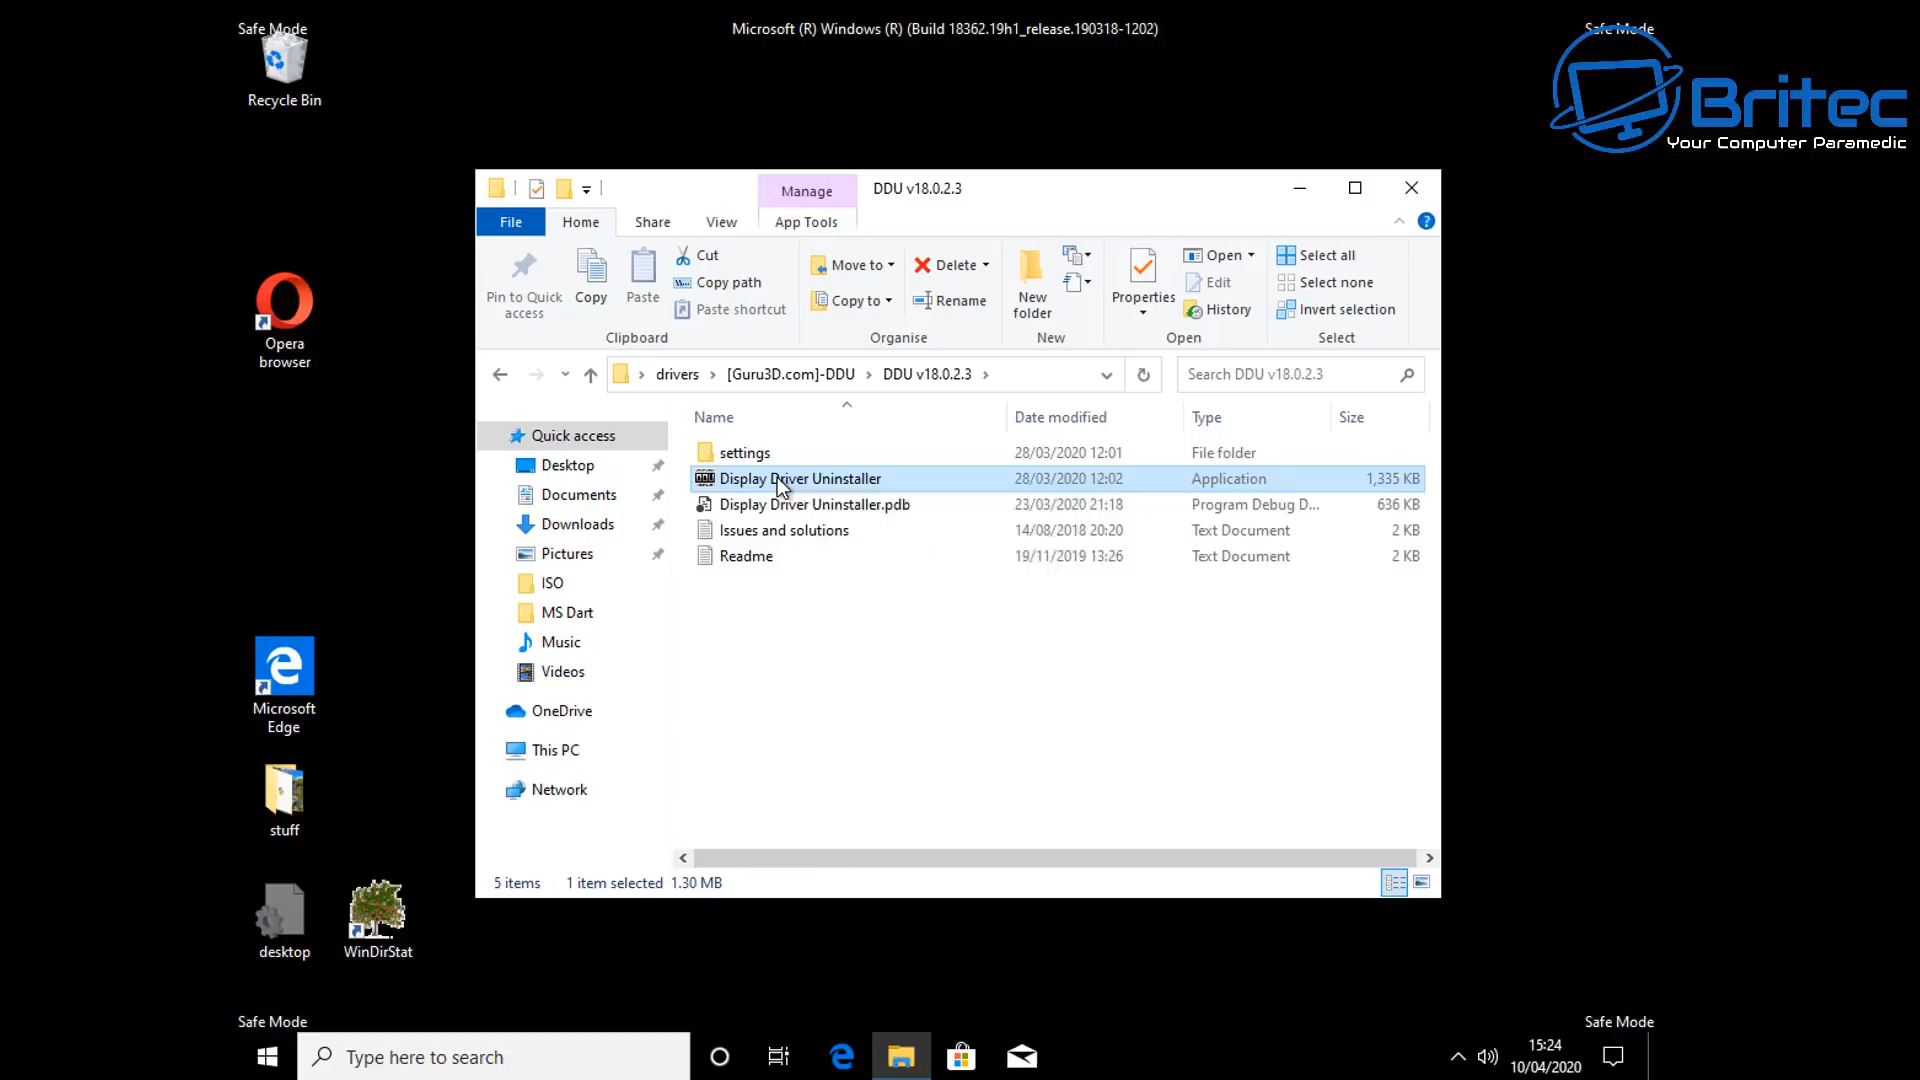 Safe Mode
Microsoft (R) Windows (R) (Build 18362.19h1_release.190318-1202)
Safe Mode
Britec
Your Computer Paramedic
Recycle Bin
Opera
browser
Microsoft
Edge
stuff
desktop
WinDirStat
Manage
DDU v18.0.2.3
File
Home
Share
View
App Tools
Pin to Quick
access
Copy
Paste
Cut
Copy path
Paste shortcut
Clipboard
Move to
Copy to
Delete
Rename
Organise
New
folder
New
Properties
Open
Edit
History
Open
Select all
Select none
Invert selection
Select
drivers
[Guru3D.com]-DDU
DDU v18.0.2.3
Search DDU v18.0.2.3
Name
Date modified
Type
Size
settings
28/03/2020 12:01
File folder
Display Driver Uninstaller
28/03/2020 12:02
Application
1,335 KB
Display Driver Uninstaller.pdb
23/03/2020 21:18
Program Debug D...
636 KB
Issues and solutions
14/08/2018 20:20
Text Document
2 KB
Readme
19/11/2019 13:26
Text Document
2 KB
Quick access
Desktop
Documents
Downloads
Pictures
ISO
MS Dart
Music
Videos
OneDrive
This PC
Network
5 items
1 item selected 1.30 MB
Safe Mode
Safe Mode
Type here to search
15:24
10/04/2020